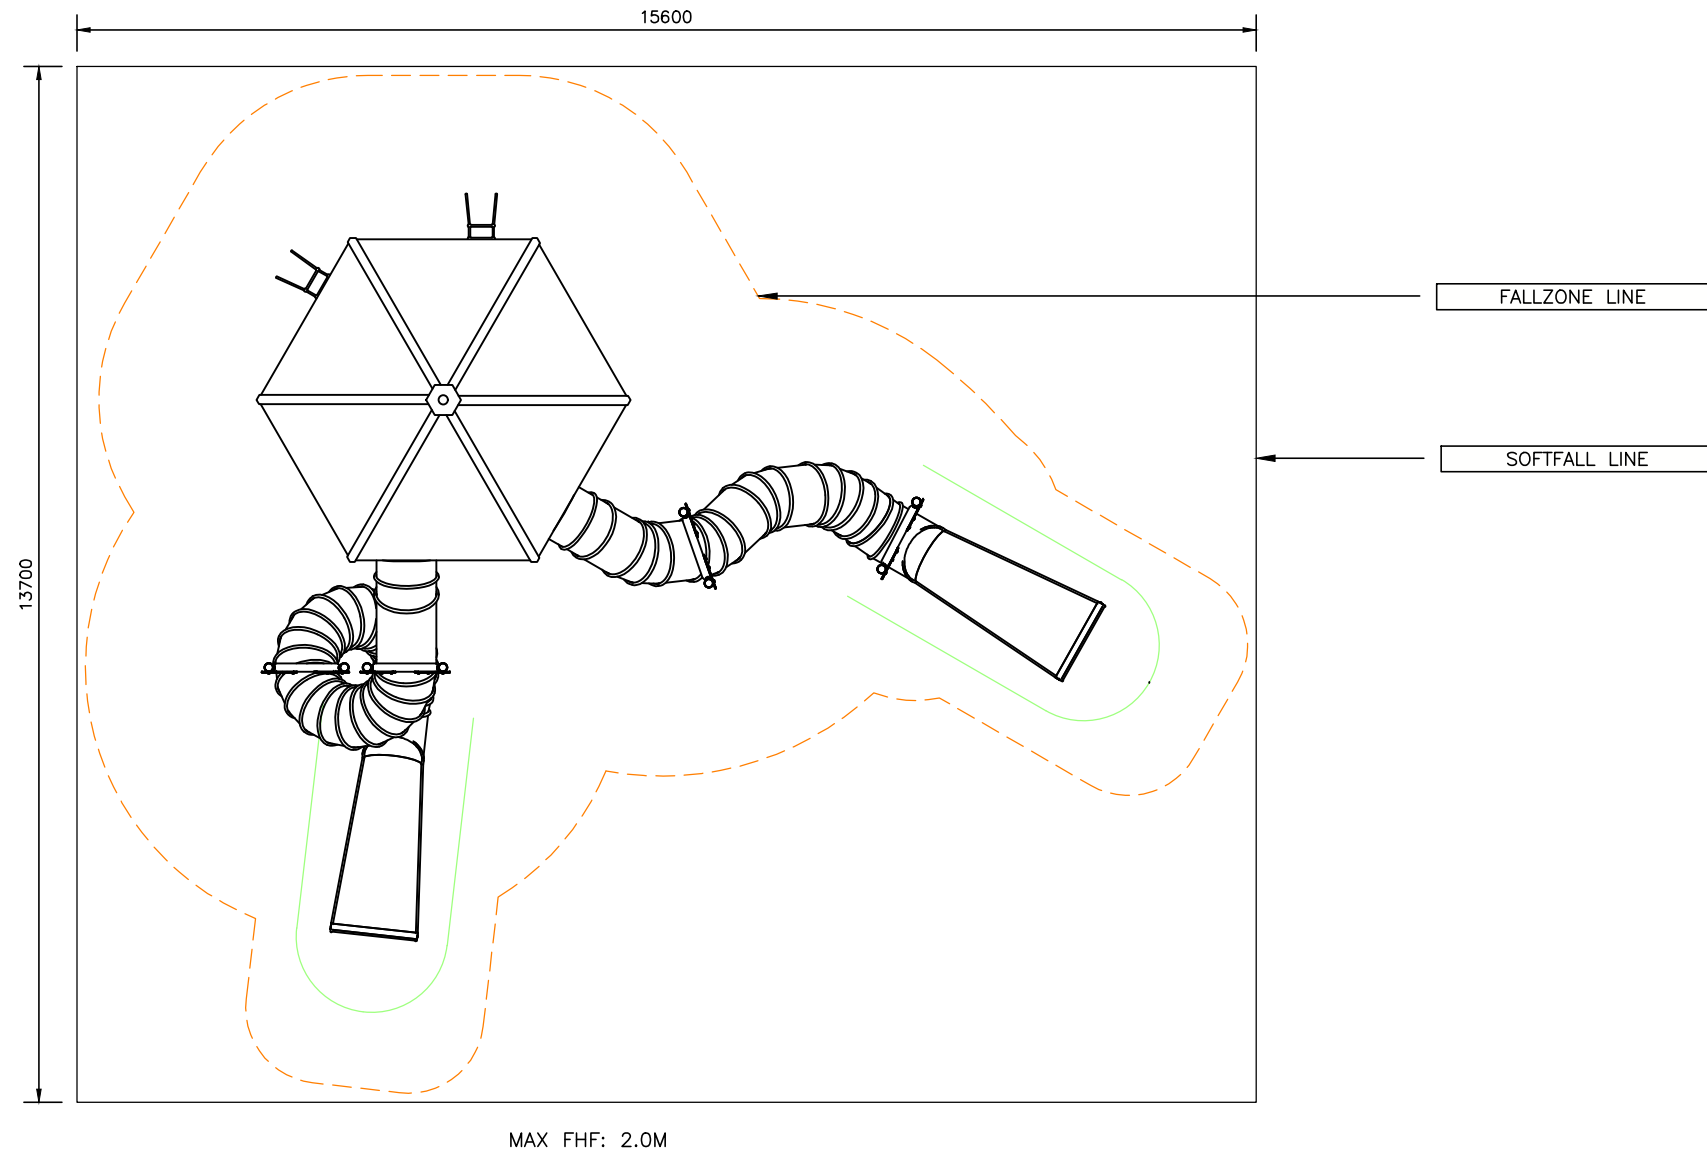 15600
FALLZONE LINE
SOFTFALL LINE
13700
MAX FHF: 2.0M